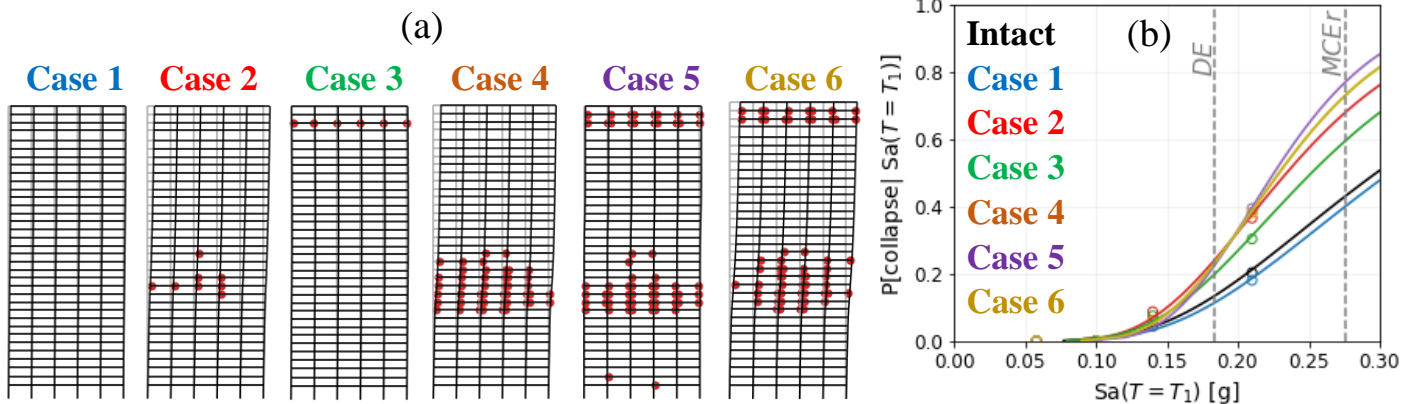 (a)
Case 1
Case 2
Case 3
Case 4
Case 5
Case 6
(b)
Intact
Case 1
Case 2
Case 3
Case 4
Case 5
Case 6
DE
MCEr
P[collapse| Sa(T = T₁)]
1.0
0.8
0.6
0.4
0.2
0.0
0.00 0.05 0.10 0.15 0.20 0.25 0.30
Sa(T = T₁) [g]